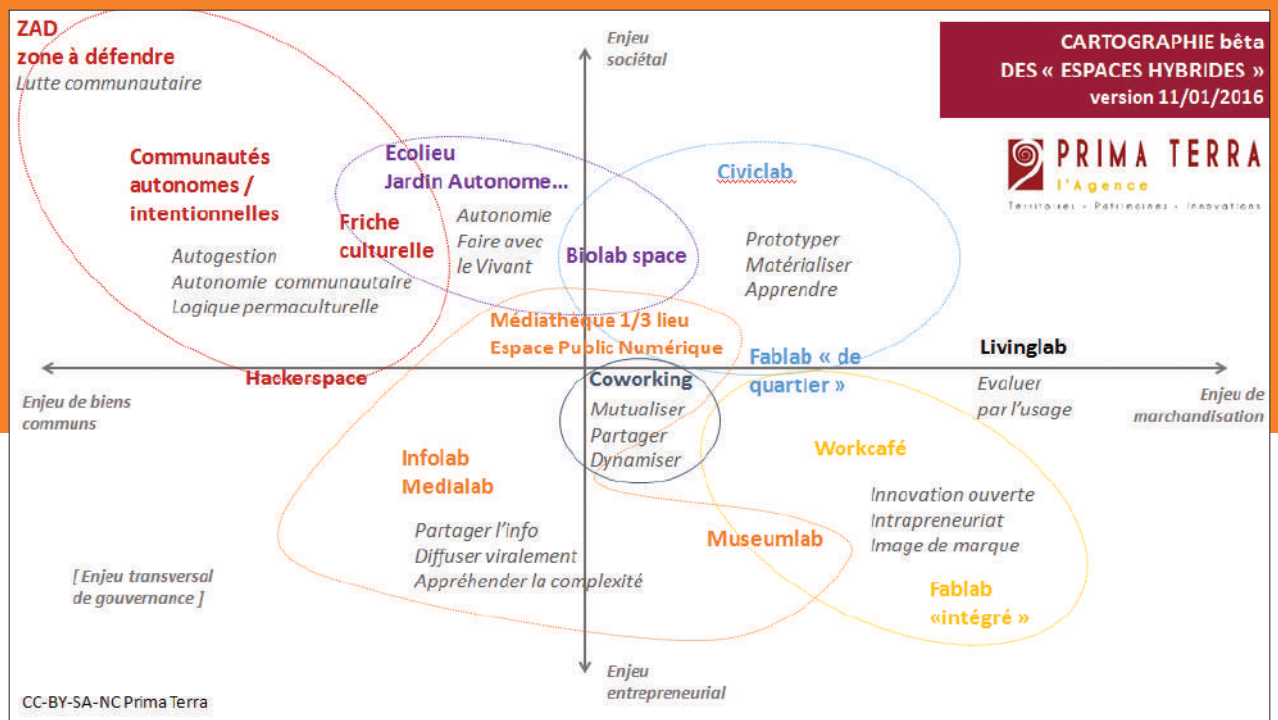 ZAD
zone à défendre
Lutte communautaire
Enjeu
sociétal
CARTOGRAPHIE bêta
DES « ESPACES HYBRIDES »
version 11/01/2016
PRIMA TERRA
l'Agence
Territoires - Patrimoines - Innovations
Communautés
autonomes /
intentionnelles
Autogestion
Autonomie communautaire
Logique permaculturelle
Ecolieu
Jardin Autonome...
Friche
culturelle
Autonomie
Faire avec
le Vivant
Biolab space
Civiclab
Prototyper
Matérialiser
Apprendre
Médiathèque 1/3 lieu
Espace Public Numérique
Hackerspace
Coworking
Mutualiser
Partager
Dynamiser
Fablab « de
quartier »
Livinglab
Evaluer
par l'usage
Enjeu de biens
communs
Enjeu de
marchandisation
Infolab
Medialab
Partager l'info
Diffuser viralement
Appréhender la complexité
Workcafé
Innovation ouverte
Intrapreneuriat
Image de marque
Museumlab
Fablab
«intégré »
[ Enjeu transversal
de gouvernance ]
Enjeu
entrepreneurial
CC-BY-SA-NC Prima Terra